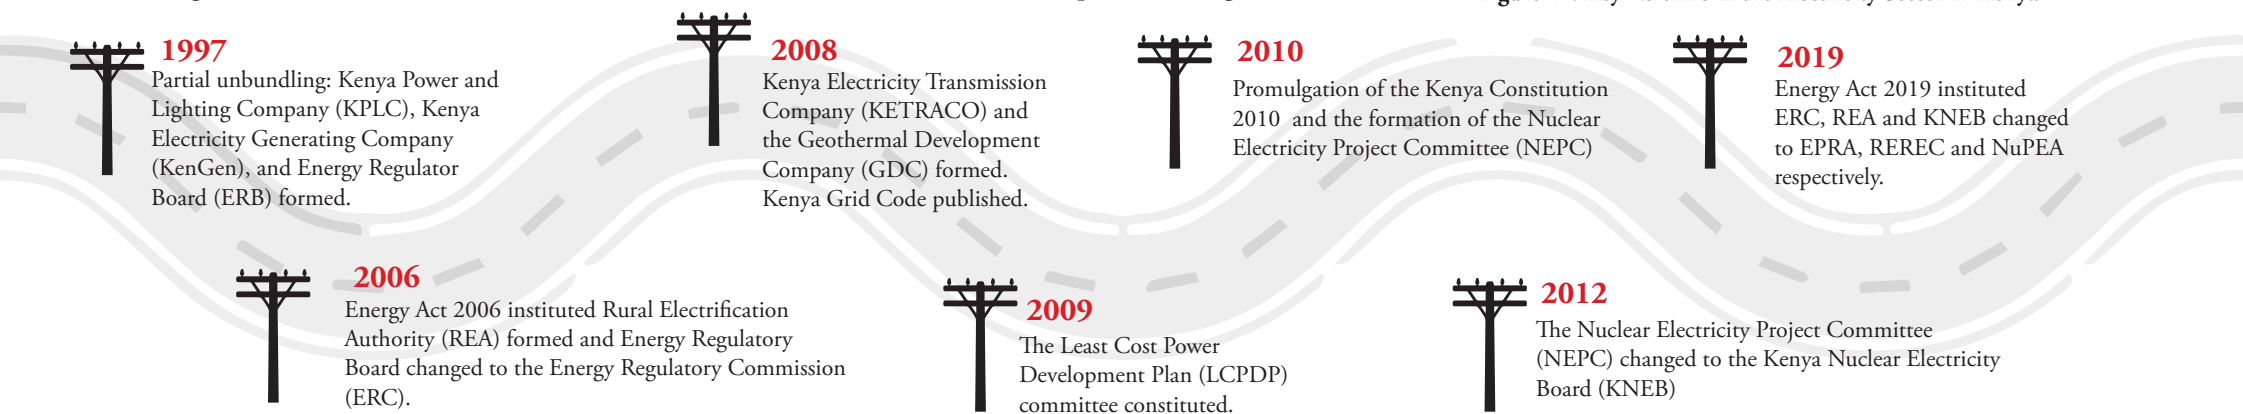 1997
Partial unbundling: Kenya Power and
Lighting Company (KPLC), Kenya
Electricity Generating Company
(KenGen), and Energy Regulator
Board (ERB) formed.
2006
Energy Act 2006 instituted Rural Electrification
Authority (REA) formed and Energy Regulatory
Board changed to the Energy Regulatory Commission
(ERC).
2008
Kenya Electricity Transmission
Company (KETRACO) and
the Geothermal Development
Company (GDC) formed.
Kenya Grid Code published.
2009
The Least Cost Power
Development Plan (LCPDP)
committee constituted.
2010
Promulgation of the Kenya Constitution
2010 and the formation of the Nuclear
Electricity Project Committee (NEPC)
2012
The Nuclear Electricity Project Committee
(NEPC) changed to the Kenya Nuclear Electricity
Board (KNEB)
2019
Energy Act 2019 instituted
ERC, REA and KNEB changed
to EPRA, REREC and NuPEA
respectively.